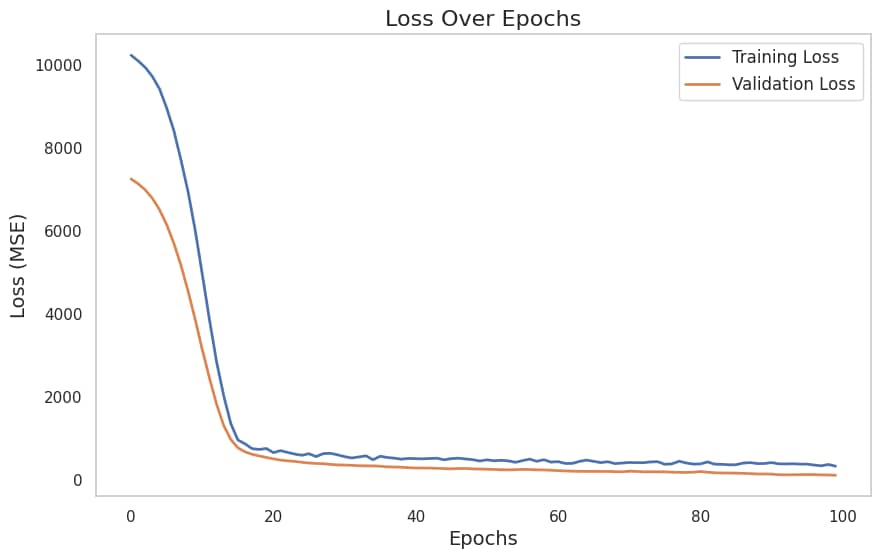 Loss Over Epochs
Training Loss
Validation Loss
Loss (MSE)
10000
8000
6000
4000
2000
0
0 20 40 60 80 100
Epochs